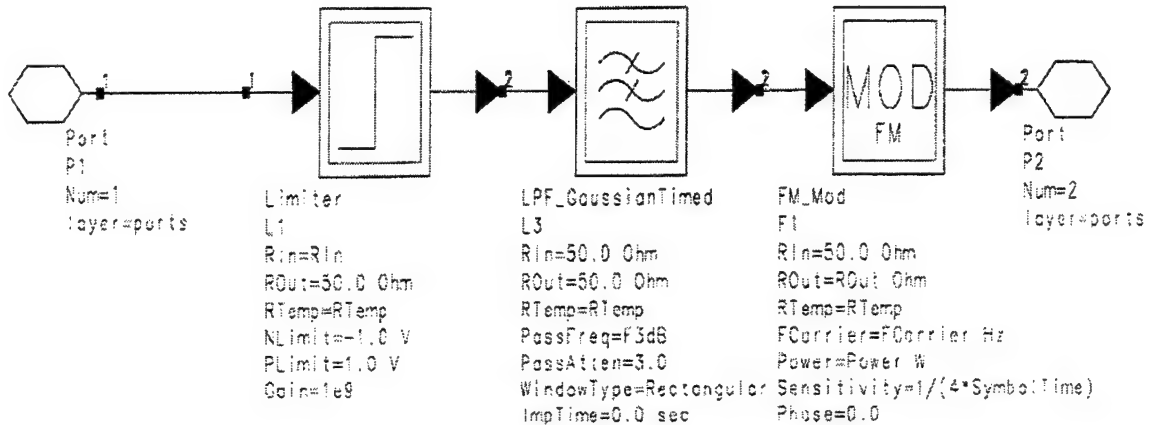 1
1
2
2
2
MOD
FM
Port
P1
Num=1
layer=ports
Limiter
L1
RIn=RIn
ROut=50.0 Ohm
RTemp=RTemp
NLimit=-1.0 V
PLimit=1.0 V
Gain=1e9
LPF_GaussianTimed
L3
RIn=50.0 Ohm
ROut=50.0 Ohm
RTemp=RTemp
PassFreq=F3dB
PassAtten=3.0
WindowType=Rectangular
ImpTime=0.0 sec
FM_Mod
F1
RIn=50.0 Ohm
ROut=ROut Ohm
RTemp=RTemp
FCarrier=FCarrier Hz
Power=Power W
Sensitivity=1/(4*SymbolTime)
Phase=0.0
Port
P2
Num=2
layer=ports